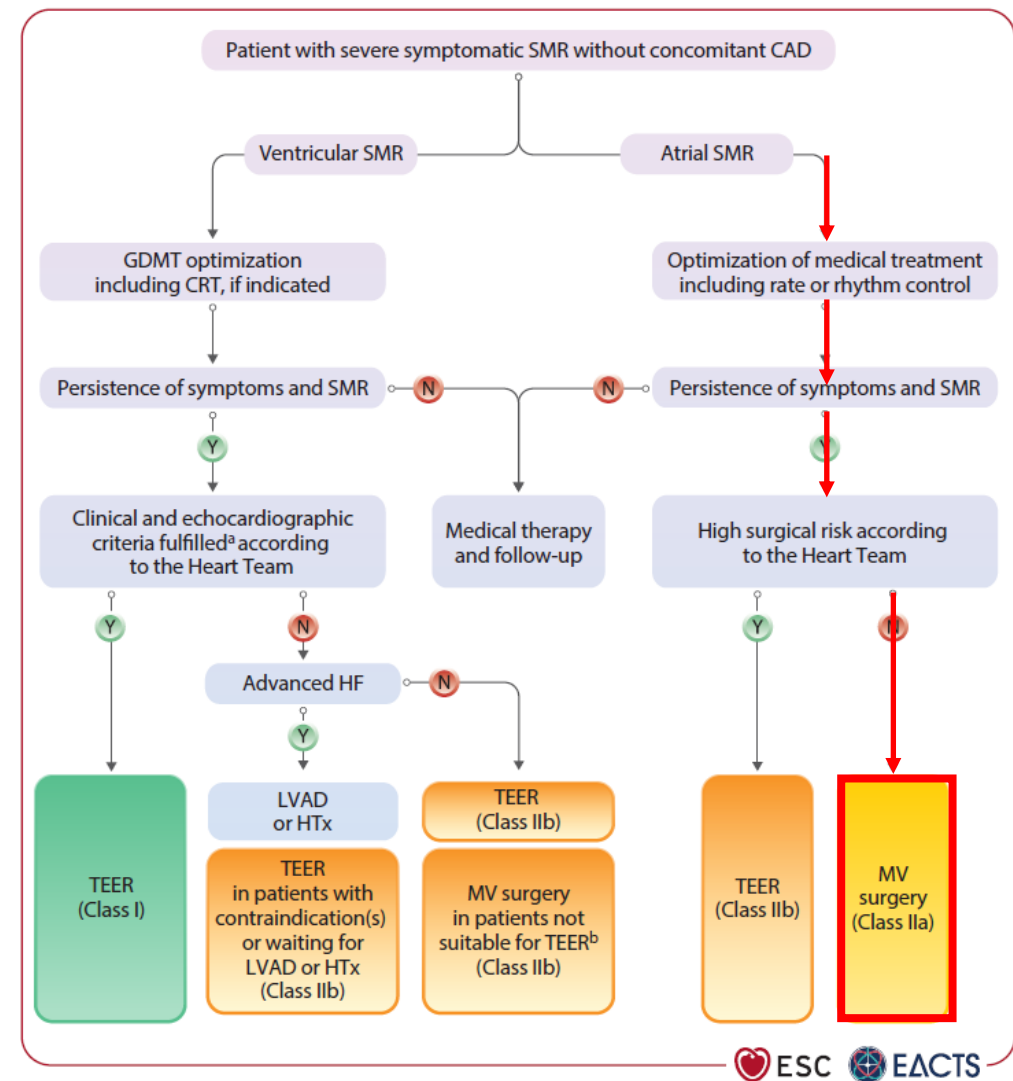 Patient with severe symptomatic SMR without concomitant CAD
Ventricular SMR
Atrial SMR
GDMT optimization
including CRT, if indicated
Optimization of medical treatment
including rate or rhythm control
Persistence of symptoms and SMR
N
N
Persistence of symptoms and SMR
Y
Y
Clinical and echocardiographic
criteria fulfilledᵃ according
to the Heart Team
Medical therapy
and follow-up
High surgical risk according
to the Heart Team
Y
N
Y
N
Advanced HF
N
Y
TEER
(Class I)
LVAD
or HTx
TEER
in patients with
contraindication(s)
or waiting for
LVAD or HTx
(Class IIb)
TEER
(Class IIb)
MV surgery
in patients not
suitable for TEERᵇ
(Class IIb)
TEER
(Class IIb)
MV
surgery
(Class IIa)
ESC EACTS